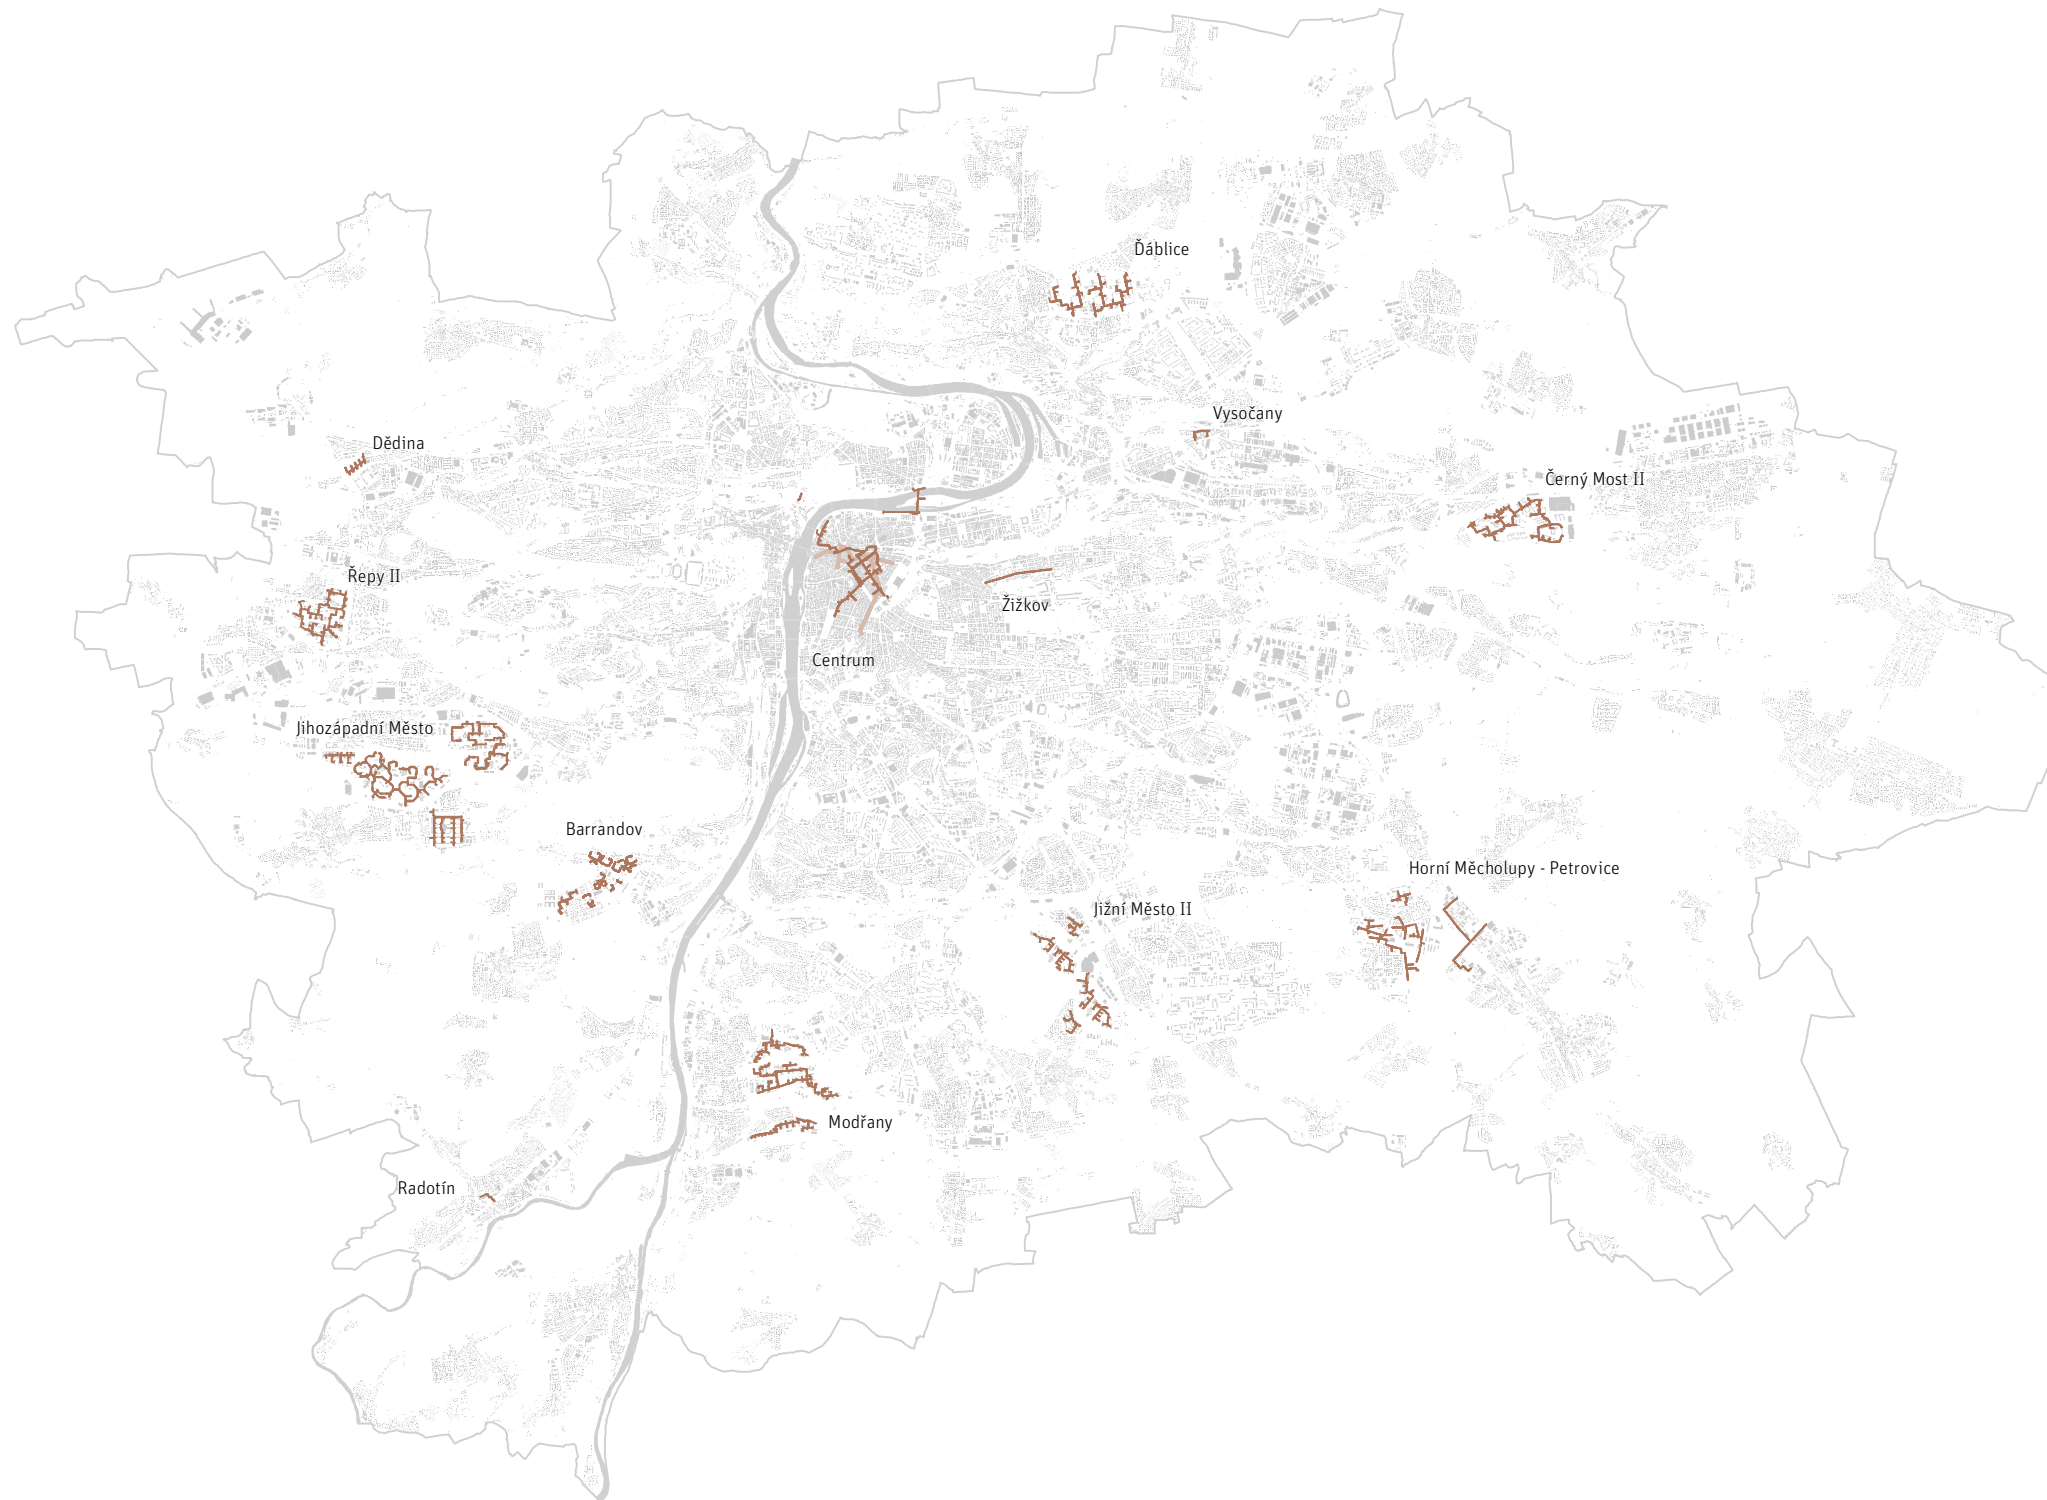 Ďáblice
Vysočany
Dědina
Černý Most II
Řepy II
Žižkov
Centrum
Jihozápadní Město
Barrandov
Horní Měcholupy - Petrovice
Jižní Město II
Modřany
Radotín